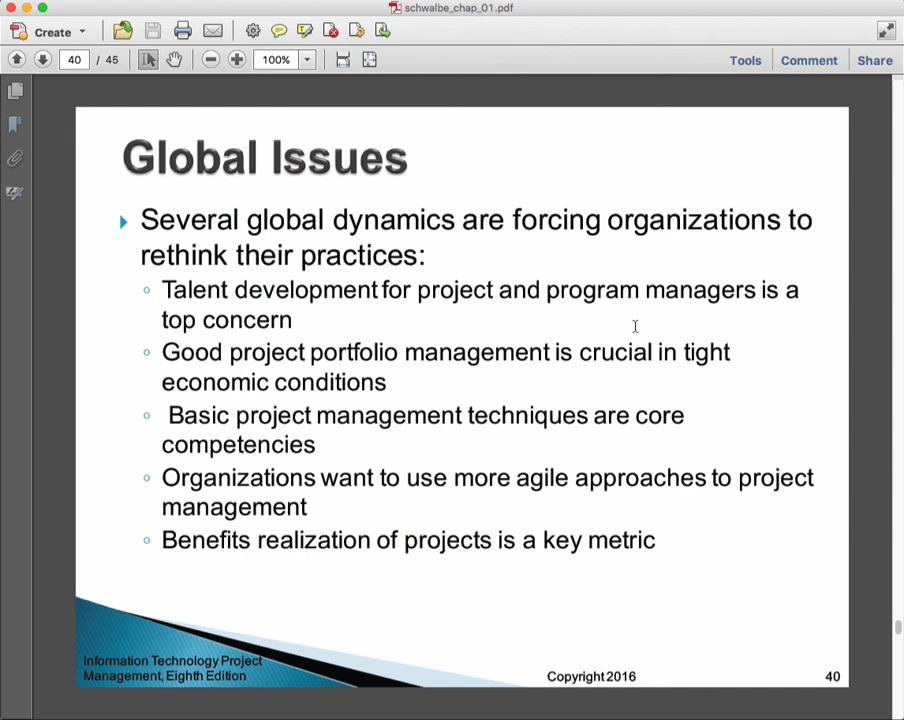 schwalbe_chap_01.pdf
Create
40 / 45
100%
Tools Comment Share
Global Issues
Several global dynamics are forcing organizations to
rethink their practices:
Talent development for project and program managers is a
top concern
Good project portfolio management is crucial in tight
economic conditions
Basic project management techniques are core
competencies
Organizations want to use more agile approaches to project
management
Benefits realization of projects is a key metric
Information Technology Project
Management, Eighth Edition
Copyright 2016
40